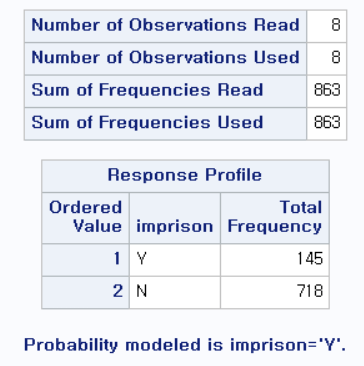 Number of Observations Read 8
Number of Observations Used 8
Sum of Frequencies Read 863
Sum of Frequencies Used 863
Response Profile
Ordered Value imprison Total Frequency
1 Y 145
2 N 718
Probability modeled is imprison='Y'.